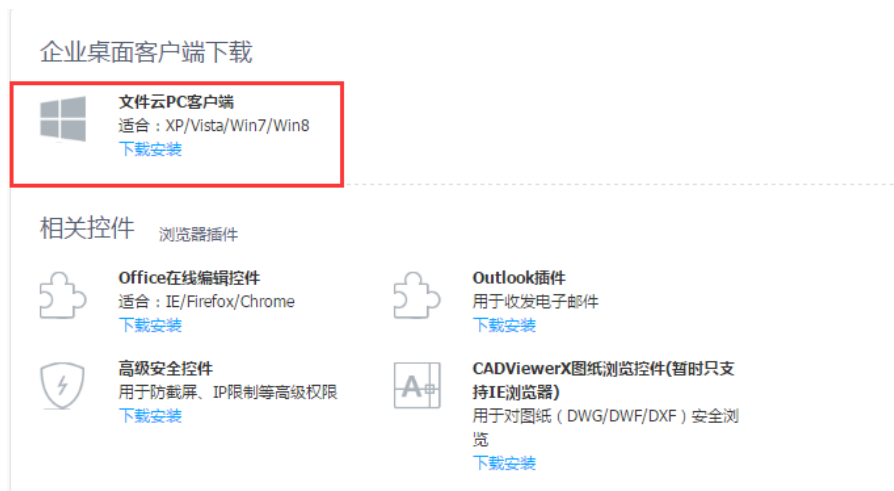 企业桌面客户端下载
文件云PC客户端
适合：XP/Vista/Win7/Win8
下载安装
相关控件 浏览器插件
Office在线编辑控件
适合：IE/Firefox/Chrome
下载安装
Outlook插件
用于收发电子邮件
下载安装
高级安全控件
用于防截屏、IP限制等高级权限
下载安装
CADViewerX图纸浏览控件(暂时只支
持IE浏览器)
用于对图纸（DWG/DWF/DXF）安全浏
览
下载安装